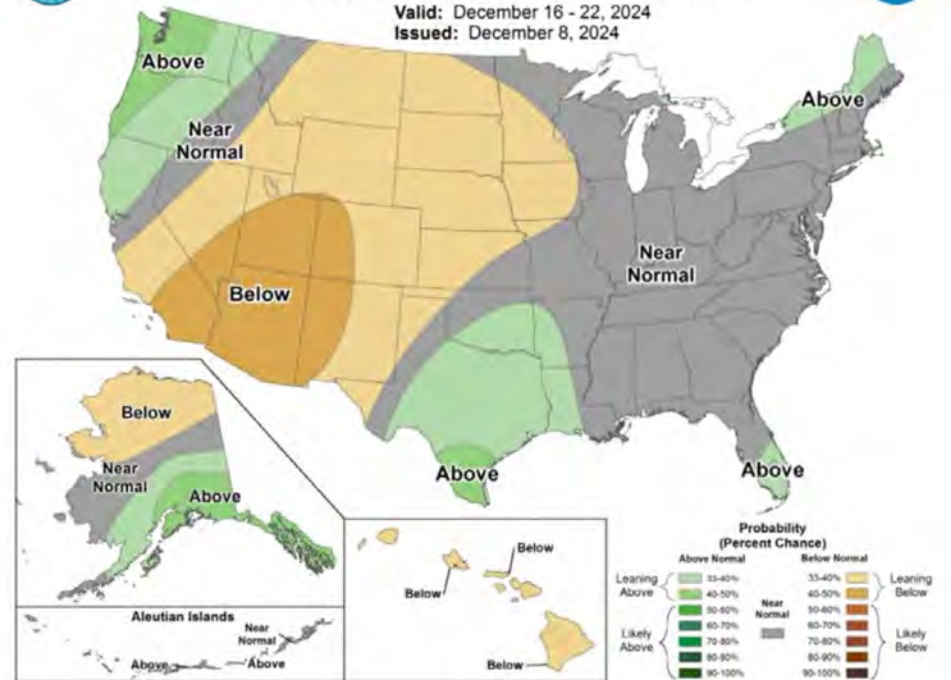 Valid: December 16 - 22, 2024
Issued: December 8, 2024
Above
Near
Normal
Above
Near
Normal
Below
Above
Above
Below
Near
Normal
Above
Below
Below
Below
Aleutian Islands
Near
Normal
Above
Above
Probability
(Percent Chance)
Above Normal
Below Normal
Leaning
Above
33-40%
40-50%
Likely
Above
50-60%
60-70%
70-80%
80-90%
90-100%
Near
Normal
33-40%
40-50%
Leaning
Below
50-60%
60-70%
70-80%
80-90%
90-100%
Likely
Below